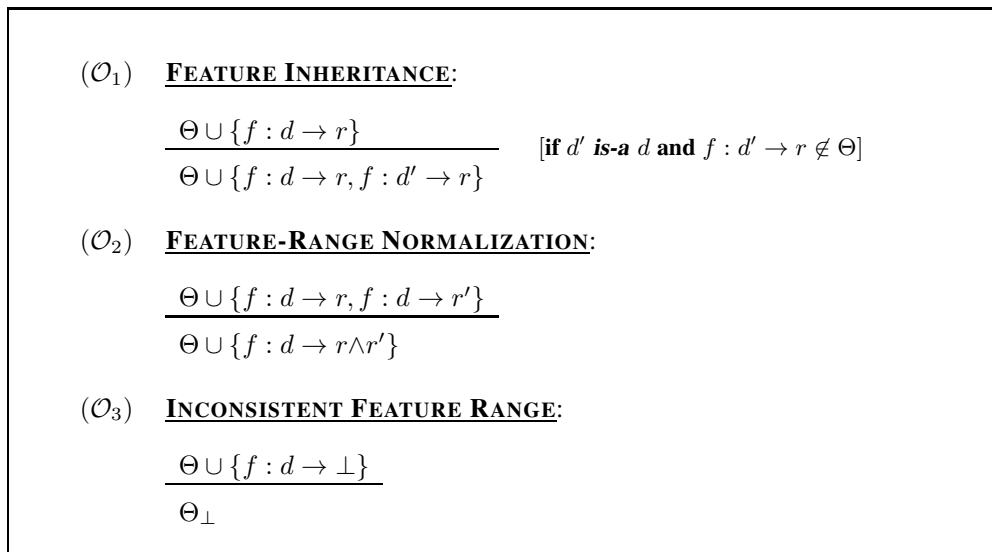 (𝒪₁) FEATURE INHERITANCE:
Θ ∪ {f : d → r}
[if d′ is-a d and f : d′ → r ∉ Θ]
Θ ∪ {f : d → r, f : d′ → r}
(𝒪₂) FEATURE-RANGE NORMALIZATION:
Θ ∪ {f : d → r, f : d → r′}
Θ ∪ {f : d → r∧r′}
(𝒪₃) INCONSISTENT FEATURE RANGE:
Θ ∪ {f : d → ⊥}
Θ⊥